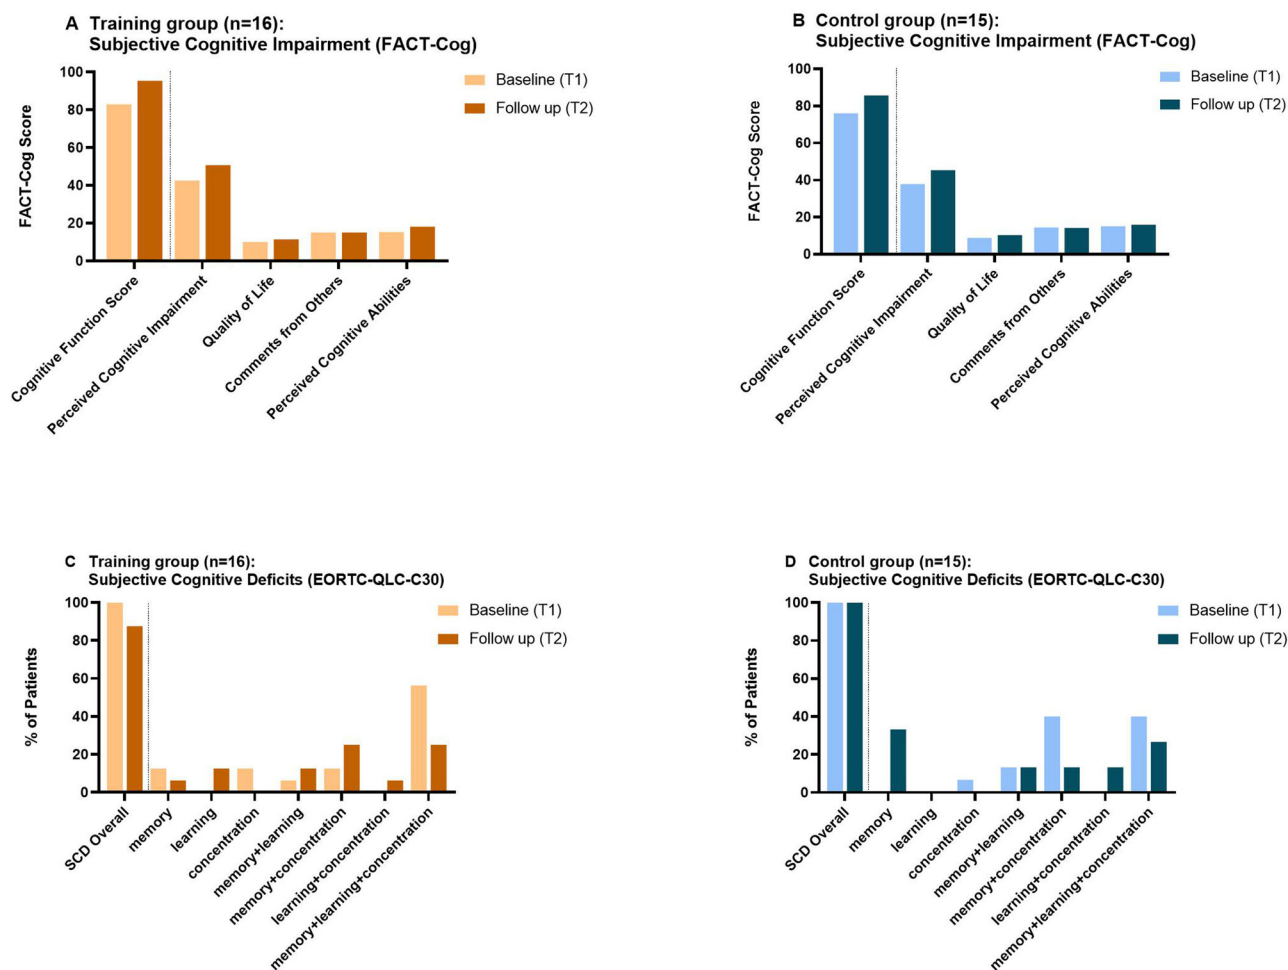 A Training group (n=16):
Subjective Cognitive Impairment (FACT-Cog)
FACT-Cog Score
100
80
60
40
20
0
Baseline (T1)
Follow up (T2)
Cognitive Function Score
Perceived Cognitive Impairment
Quality of Life
Comments from Others
Perceived Cognitive Abilities
B Control group (n=15):
Subjective Cognitive Impairment (FACT-Cog)
FACT-Cog Score
100
80
60
40
20
0
Baseline (T1)
Follow up (T2)
Cognitive Function Score
Perceived Cognitive Impairment
Quality of Life
Comments from Others
Perceived Cognitive Abilities
C Training group (n=16):
Subjective Cognitive Deficits (EORTC-QLC-C30)
% of Patients
100
80
60
40
20
0
Baseline (T1)
Follow up (T2)
SCD Overall
memory
learning
concentration
memory+learning
memory+concentration
learning+concentration
memory+learning+concentration
D Control group (n=15):
Subjective Cognitive Deficits (EORTC-QLC-C30)
% of Patients
100
80
60
40
20
0
Baseline (T1)
Follow up (T2)
SCD Overall
memory
learning
concentration
memory+learning
memory+concentration
learning+concentration
memory+learning+concentration